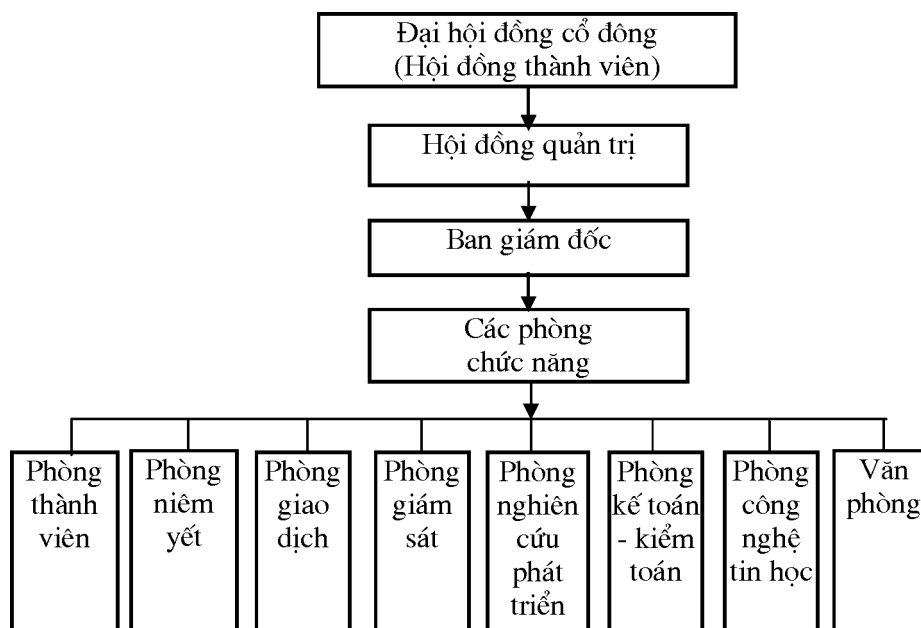 Đại hội đồng cổ đông
(Hội đồng thành viên)
Hội đồng quản trị
Ban giám đốc
Các phòng
chức năng
Phòng
thành
viên
Phòng
niêm
yết
Phòng
giao
dịch
Phòng
giám
sát
Phòng
nghiên
cứu
phát
triển
Phòng
kế toán
- kiểm
toán
Phòng
công
nghệ
tin học
Văn
phòng